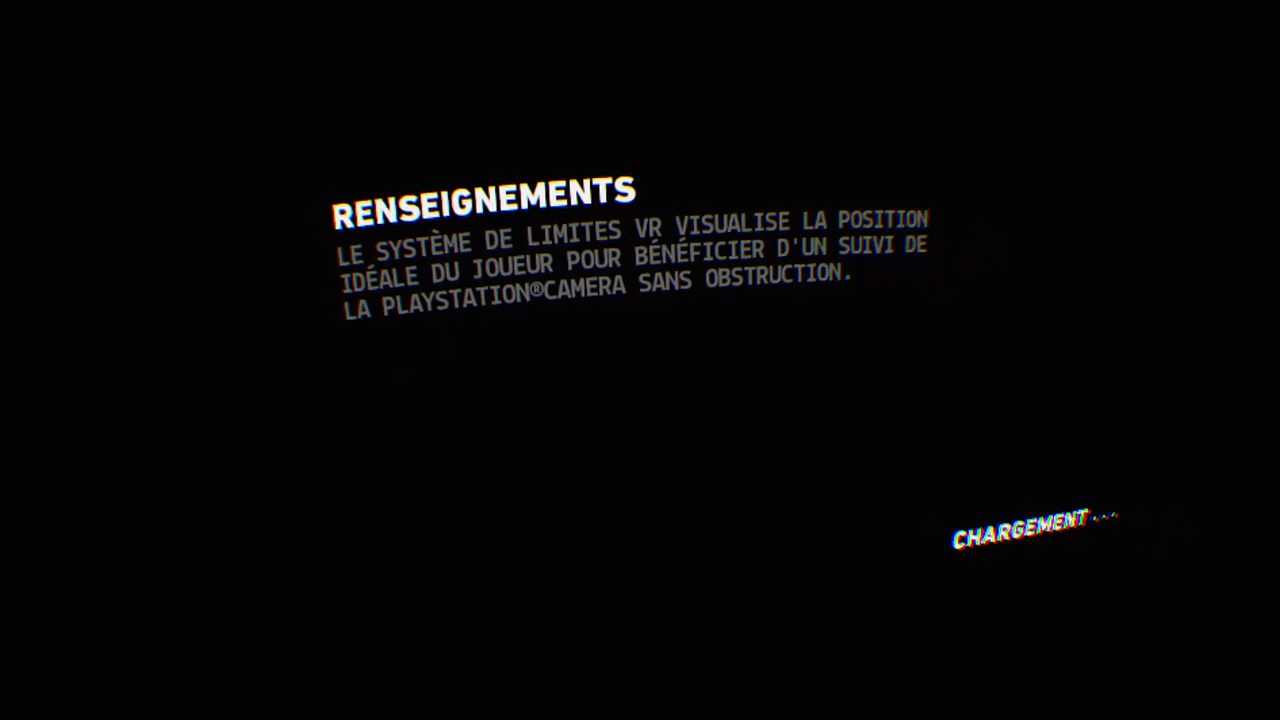 RENSEIGNEMENTS
LE SYSTÈME DE LIMITES VR VISUALISE LA POSITION
IDÉALE DU JOUEUR POUR BÉNÉFICIER D'UN SUIVI DE
LA PLAYSTATION®CAMERA SANS OBSTRUCTION.
CHARGEMENT...